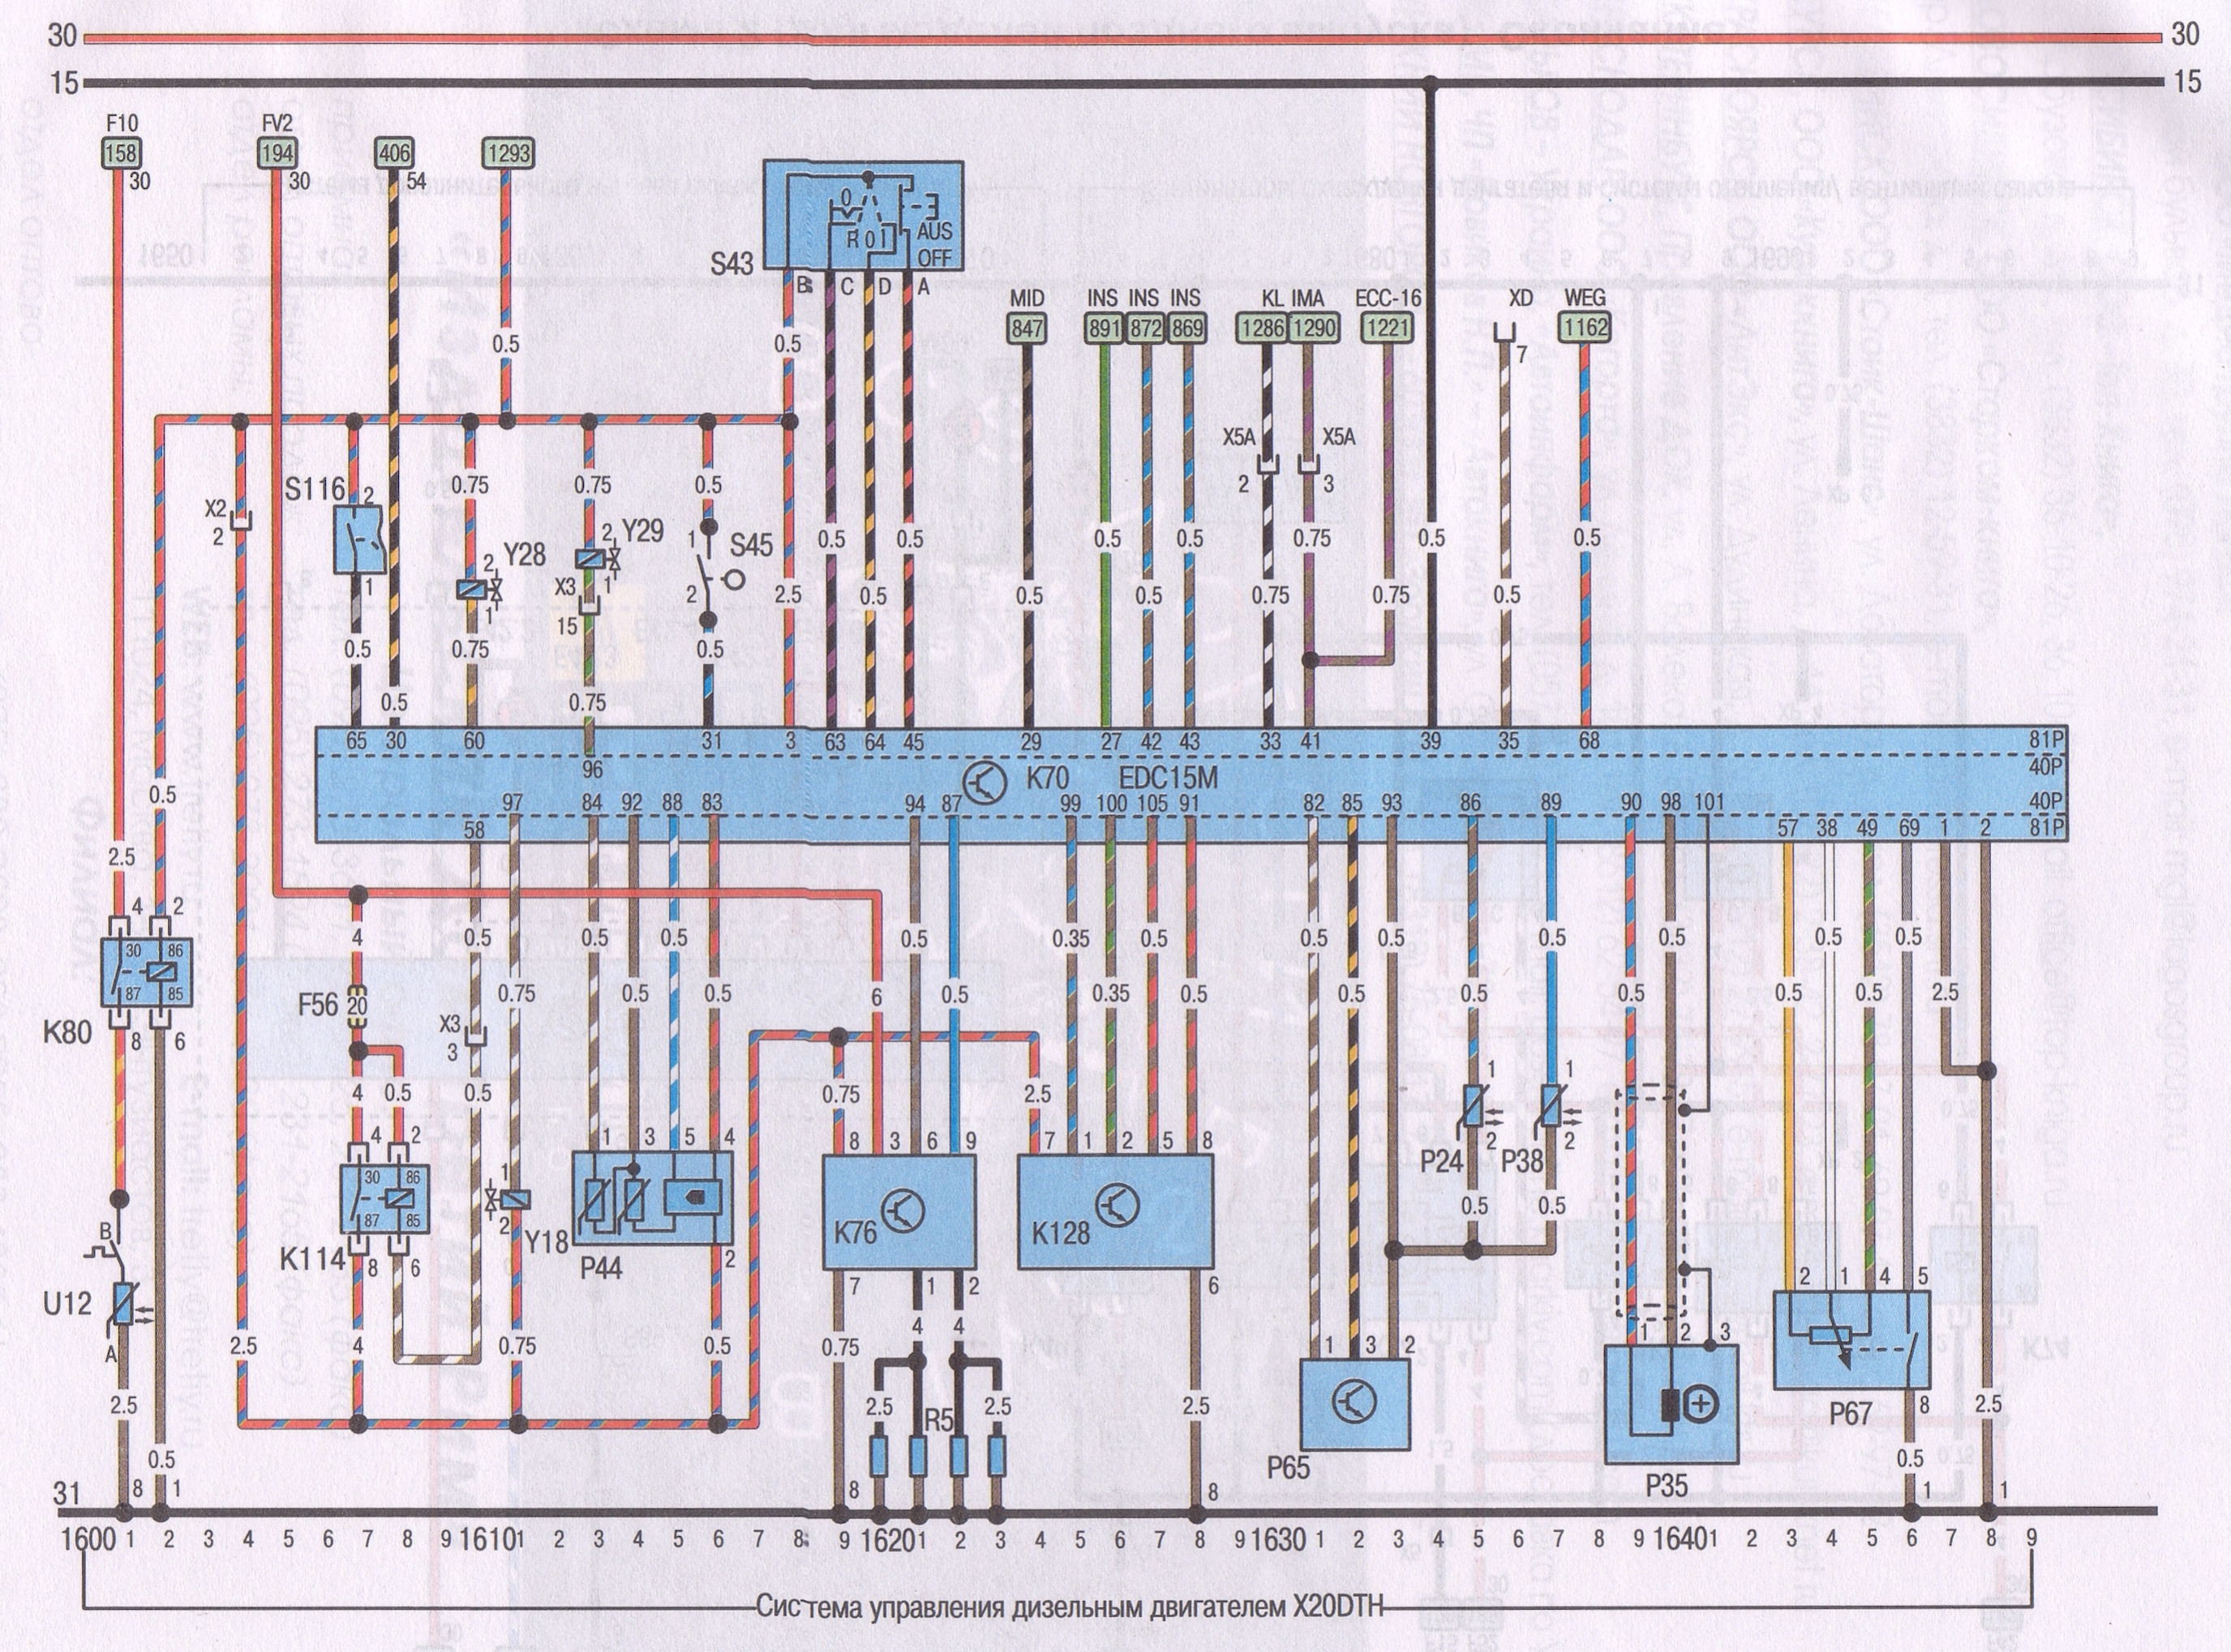 30 30
15 15
F10 FV2
158 194 406 1293
30 30 54
S43 0 R 0 1 AUS OFF
B C D A
MID INS INS INS KL IMA ECC-16 XD WEG
847 891 872 869 1286 1290 1221 7 1162
0.5 0.5
X5A X5A
2 3
S116 2 0.75 0.75 0.5
X2 2
Y28 2 1 Y29 2 1 X3 15 S45 1 2
0.5 0.5 0.5 0.5 0.75 0.5 0.5
2.5 0.5 0.5 0.5 0.75 0.75 0.5
1 0.5 0.75 0.5
0.5 0.75
65 30 60 31 3 63 64 45 29 27 42 43 33 41 39 35 68 81P
96 K70 EDC15M 40P
97 84 92 88 83 94 87 99 100 105 91 82 85 93 86 89 90 98 101 40P
58 57 38 49 69 1 2 81P
0.5
2.5
4 2
30 86
87 85
K80 8 6
4 0.5 0.5 0.5 0.5 0.35 0.5 0.5 0.5 0.5 0.5 0.5 0.5
F56 20 0.75 0.5 0.5 6 0.5 0.35 0.5 0.5 0.5 0.5 0.5 0.5 2.5
X3 3
4 0.5 0.5 0.75 2.5
4 2 1 1 3 5 4 8 3 6 9 7 1 2 5 8 1 1
30 86
87 85
K114 8 6 2 Y18 P44 2 K76 K128 P24 2 P38 2
0.5 0.5
B U12 A
7 1 2 6
4 4
2 1 4 5
2.5 4 0.75 0.5 0.75 1 3 2 1 2 3
2.5 2.5 R5 2.5 2.5 P67 8 2.5
0.5 P65 P35 0.5
31 8 1 8 8 1 1
1600 1 2 3 4 5 6 7 8 9 1610 1 2 3 4 5 6 7 8 9 1620 1 2 3 4 5 6 7 8 9 1630 1 2 3 4 5 6 7 8 9 1640 1 2 3 4 5 6 7 8 9
Система управления дизельным двигателем X20DTH